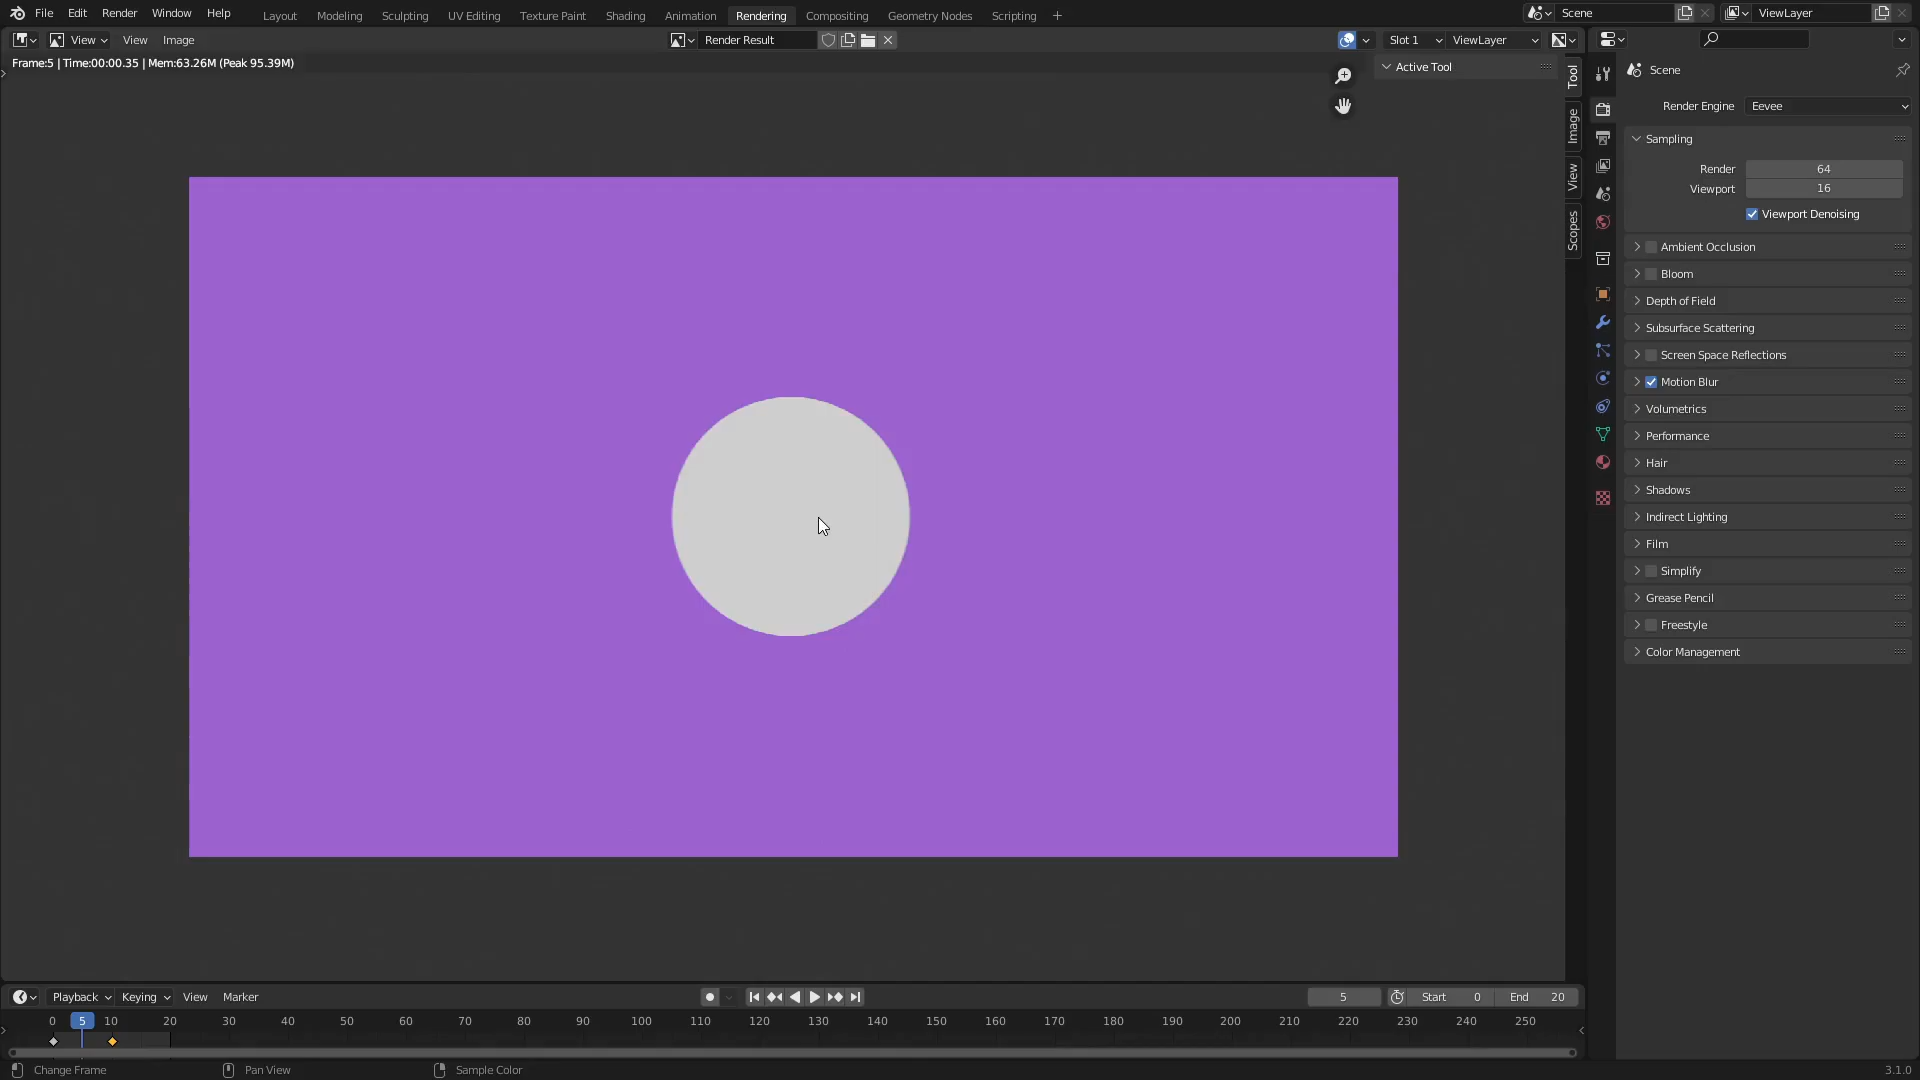 File Edit Render Window Help Layout Modeling Sculpting UV Editing Texture Paint Shading Animation Rendering Compositing Geometry Nodes Scripting + Scene ViewLayer
View View Image Render Result Slot 1 ViewLayer
Frame:5 | Time:00:00.35 | Mem:63.26M (Peak 95.39M)
Active Tool
Tool
Image
View
Scopes
Scene
Render Engine Eevee
Sampling
Render 64
Viewport 16
Viewport Denoising
Ambient Occlusion
Bloom
Depth of Field
Subsurface Scattering
Screen Space Reflections
Motion Blur
Volumetrics
Performance
Hair
Shadows
Indirect Lighting
Film
Simplify
Grease Pencil
Freestyle
Color Management
Playback Keying View Marker 5 Start 0 End 20
0 5 10 20 30 40 50 60 70 80 90 100 110 120 130 140 150 160 170 180 190 200 210 220 230 240 250
Change Frame Pan View Sample Color 3.1.0